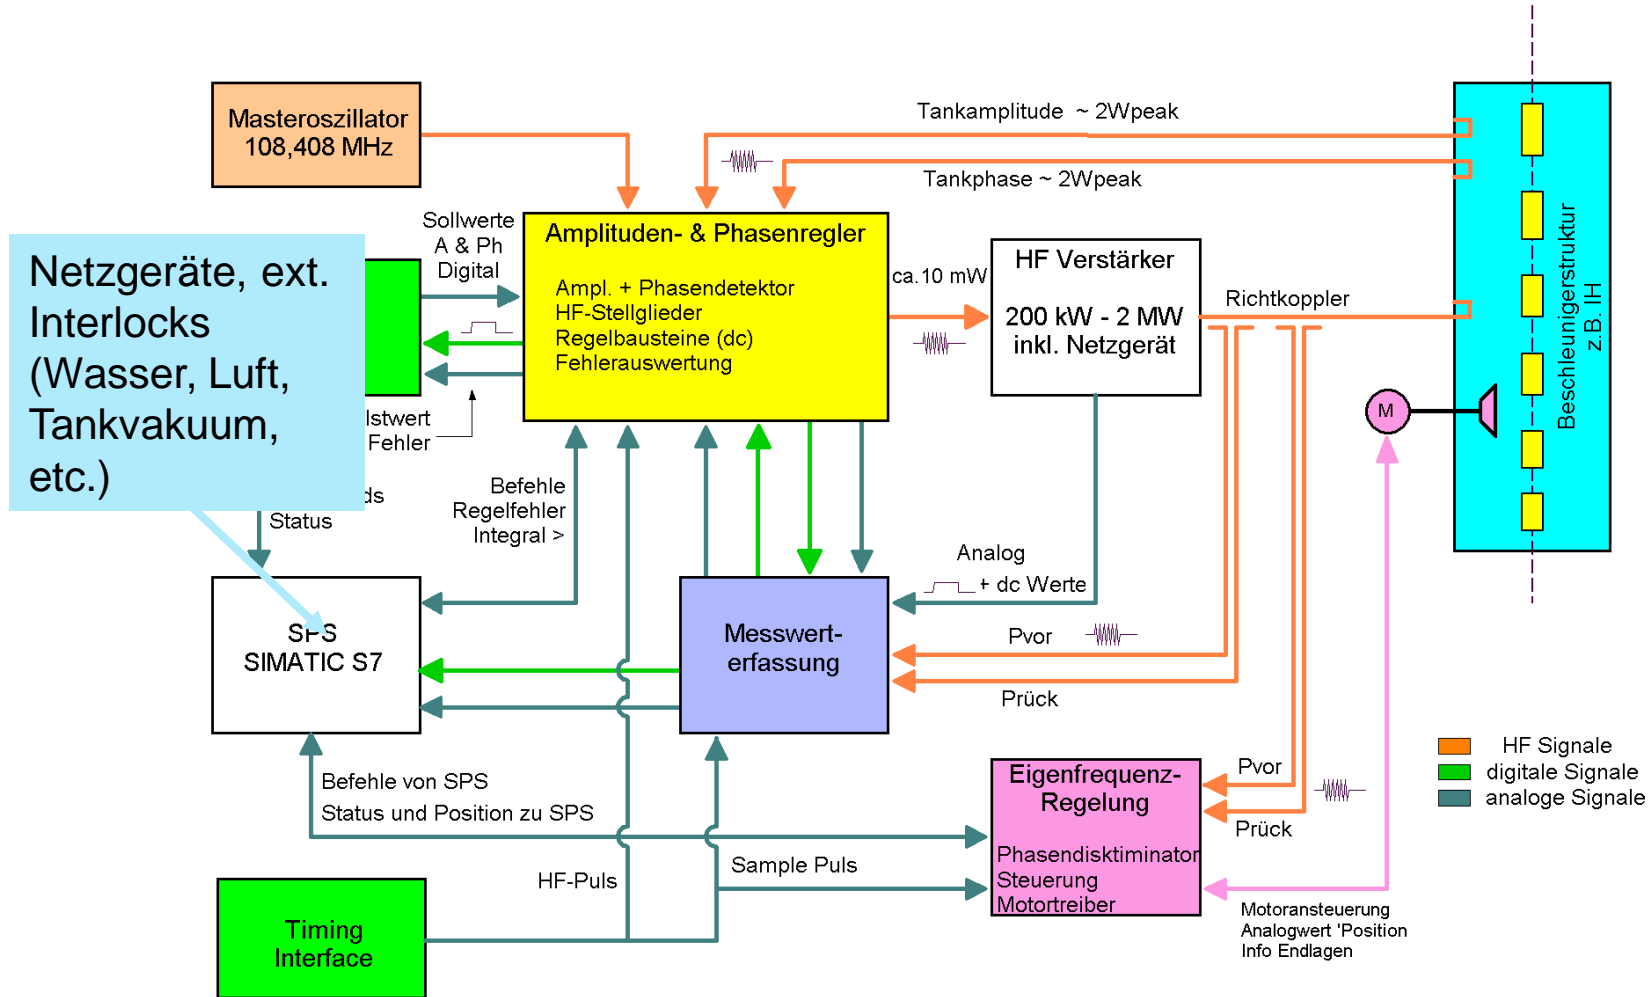 Masteroszillator
108,408 MHz
Tankamplitude ~ 2Wpeak
Tankphase ~ 2Wpeak
Sollwerte
A & Ph
Digital
Amplituden- & Phasenregler
Ampl. + Phasendetektor
HF-Stellglieder
Regelbausteine (dc)
Fehlerauswertung
ca.10 mW
HF Verstärker
200 kW - 2 MW
inkl. Netzgerät
Richtkoppler
Beschleunigerstruktur
z.B. IH
M
Netzgeräte, ext.
Interlocks
(Wasser, Luft,
Tankvakuum,
etc.)
Istwert
Fehler
ds
Status
Befehle
Regelfehler
Integral >
Analog
+ dc Werte
SPS
SIMATIC S7
Messwert-
erfassung
Pvor
Prück
Befehle von SPS
Status und Position zu SPS
Eigenfrequenz-
Regelung
Phasendisktiminator
Steuerung
Motortreiber
Pvor
Prück
HF Signale
digitale Signale
analoge Signale
HF-Puls
Sample Puls
Timing
Interface
Motoransteuerung
Analogwert 'Position
Info Endlagen